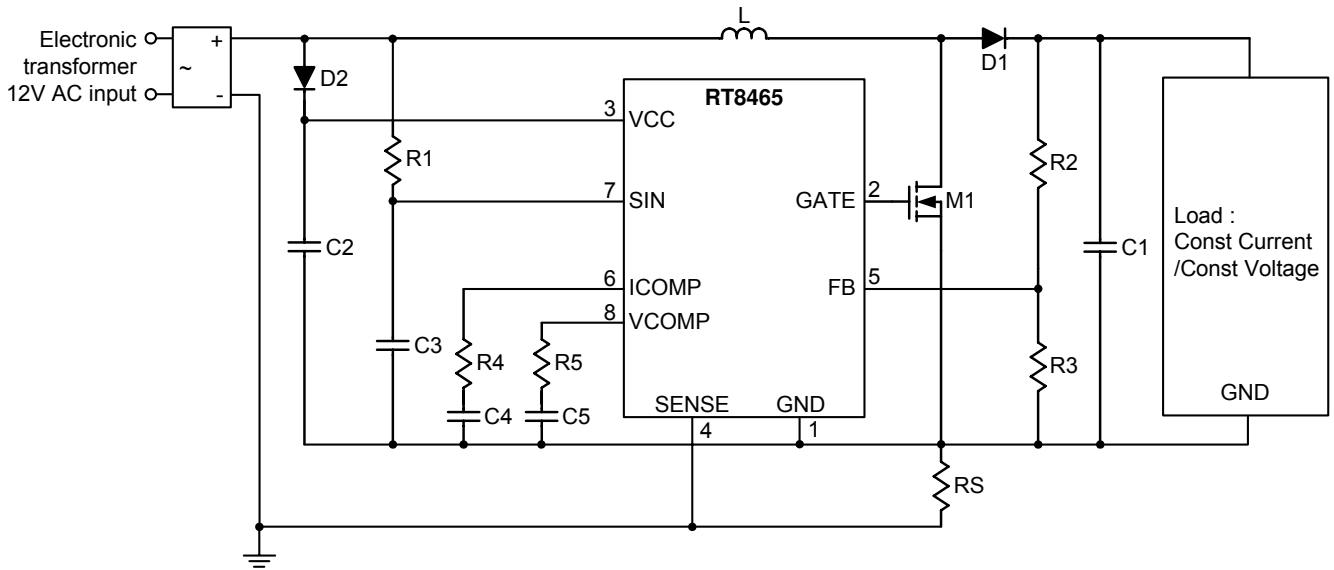 L
Electronic
transformer
12V AC input
+
~
-
D2
D1
RT8465
3
VCC
R1
R2
7
SIN
GATE
2
M1
C2
C1
Load :
Const Current
/Const Voltage
6
ICOMP
FB
5
8
VCOMP
C3
R4
R5
R3
C4
C5
SENSE
GND
GND
4
1
RS